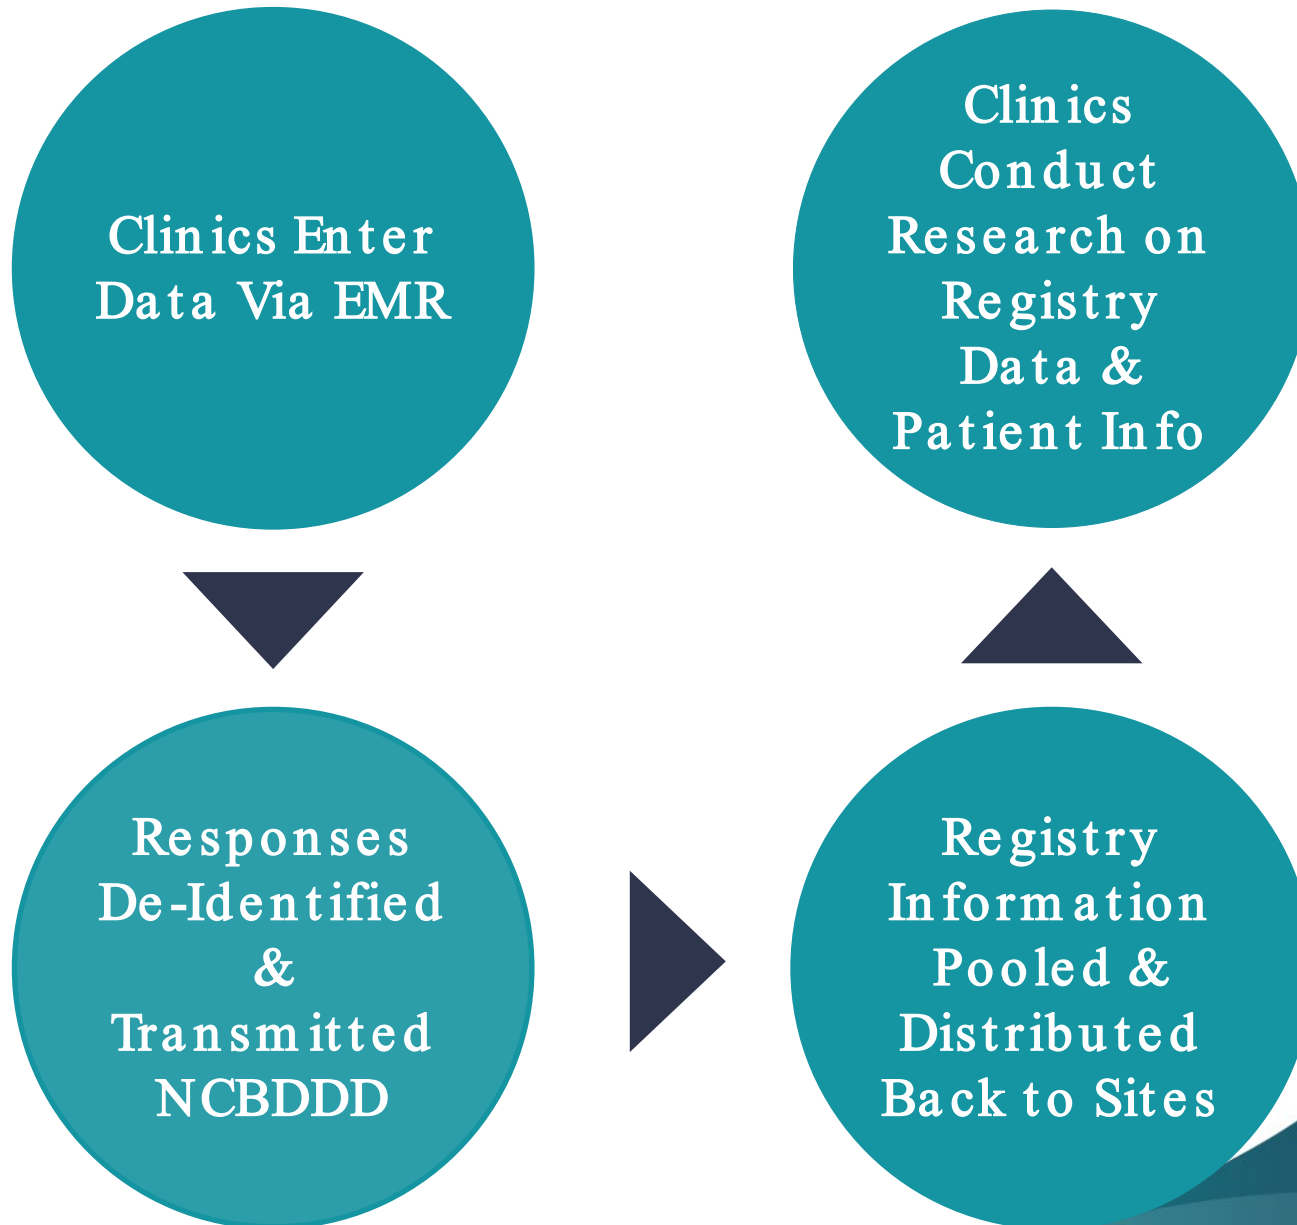 Clinics Enter
Data Via EMR
Responses
De-Identified
&
Transmitted
NCBDDD
Registry
Information
Pooled &
Distributed
Back to Sites
Clinics
Conduct
Research on
Registry
Data &
Patient Info